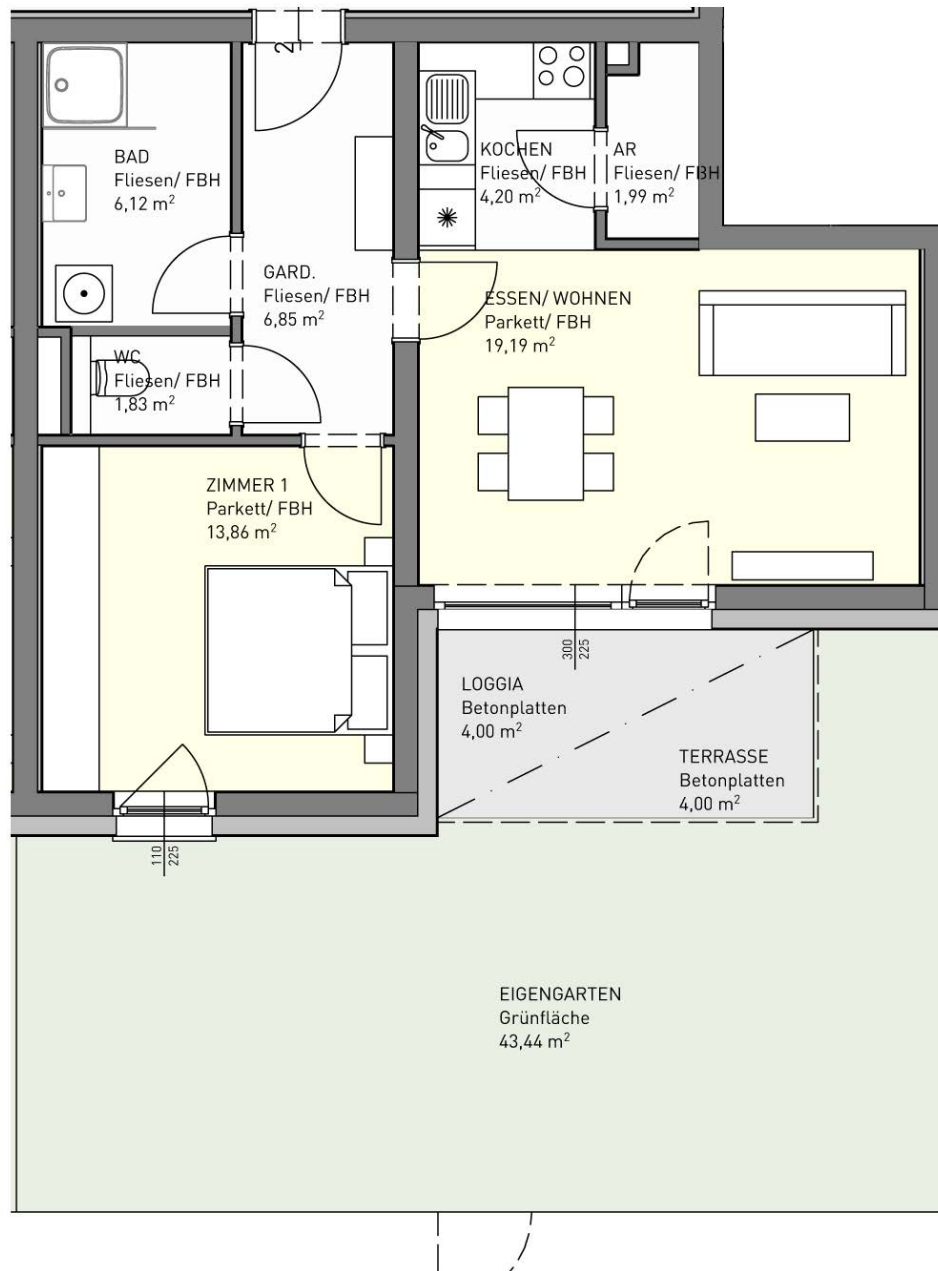 2
BAD
Fliesen/ FBH
6,12 m²
KOCHEN
Fliesen/ FBH
4,20 m²
AR
Fliesen/ FBH
1,99 m²
GARD.
Fliesen/ FBH
6,85 m²
ESSEN/ WOHNEN
Parkett/ FBH
19,19 m²
WC
Fliesen/ FBH
1,83 m²
ZIMMER 1
Parkett/ FBH
13,86 m²
300
225
LOGGIA
Betonplatten
4,00 m²
TERRASSE
Betonplatten
4,00 m²
110
225
EIGENGARTEN
Grünfläche
43,44 m²